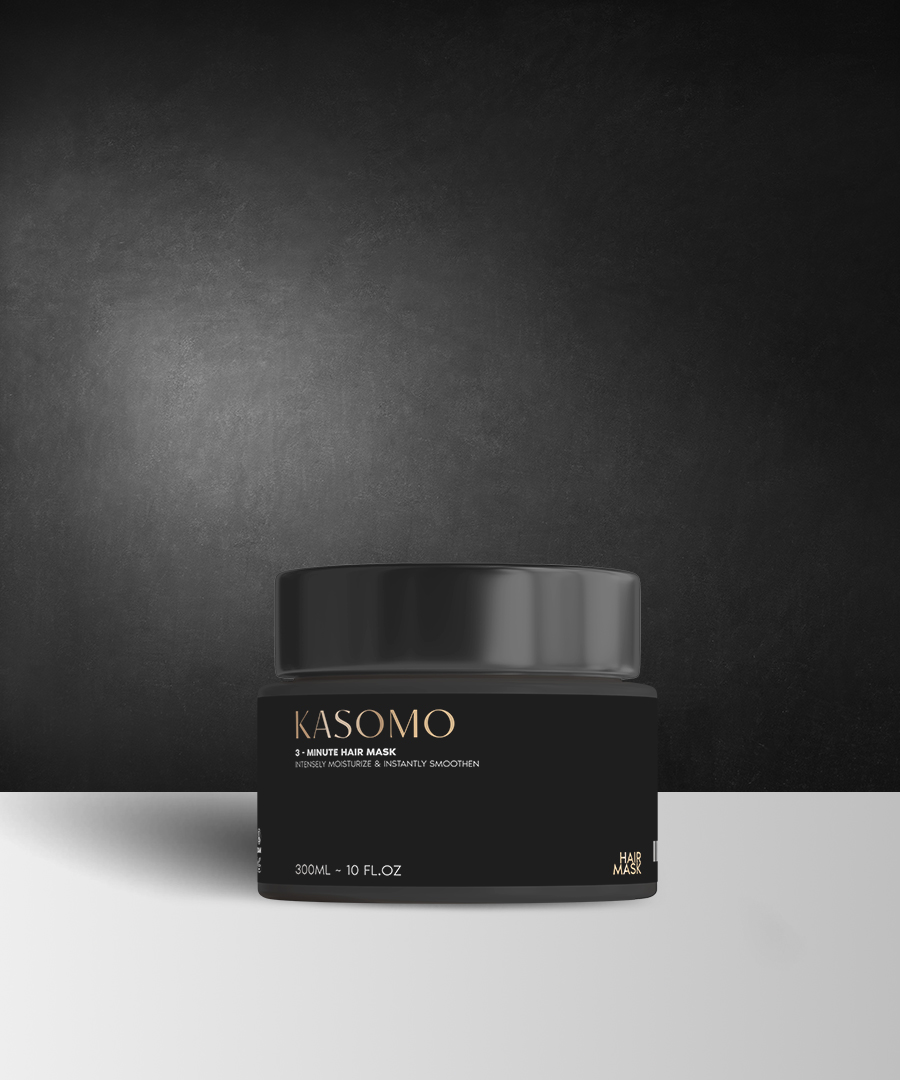 KASOMO
3 - MINUTE HAIR MASK
INTENSELY MOISTURIZE & INSTANTLY SMOOTHEN
300ML ~ 10 FL.OZ
HAIR
MASK